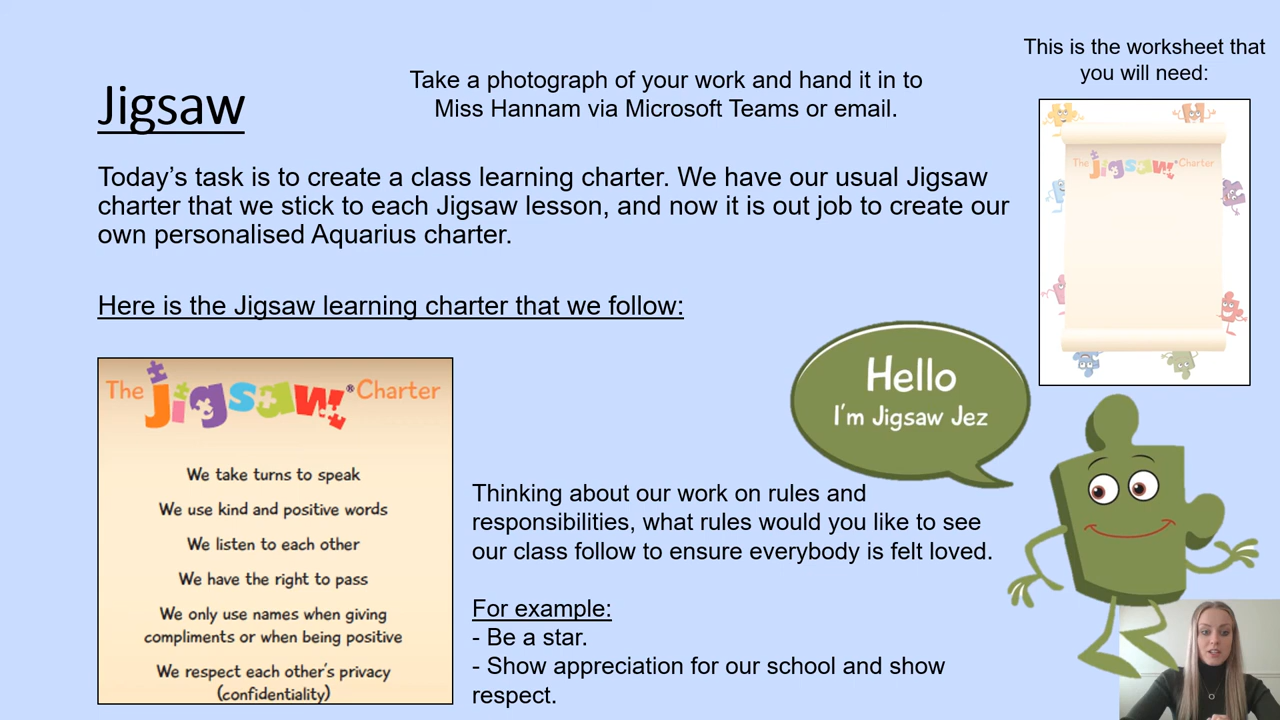 This is the worksheet that
you will need:
Take a photograph of your work and hand it in to
Miss Hannam via Microsoft Teams or email.
Jigsaw
The Jigsaw® Charter
Today’s task is to create a class learning charter. We have our usual Jigsaw
charter that we stick to each Jigsaw lesson, and now it is out job to create our
own personalised Aquarius charter.
Here is the Jigsaw learning charter that we follow:
Hello
I'm Jigsaw Jez
The Jigsaw® Charter
We take turns to speak
We use kind and positive words
We listen to each other
We have the right to pass
We only use names when giving
compliments or when being positive
We respect each other's privacy
(confidentiality)
Thinking about our work on rules and
responsibilities, what rules would you like to see
our class follow to ensure everybody is felt loved.
For example:
- Be a star.
- Show appreciation for our school and show
respect.